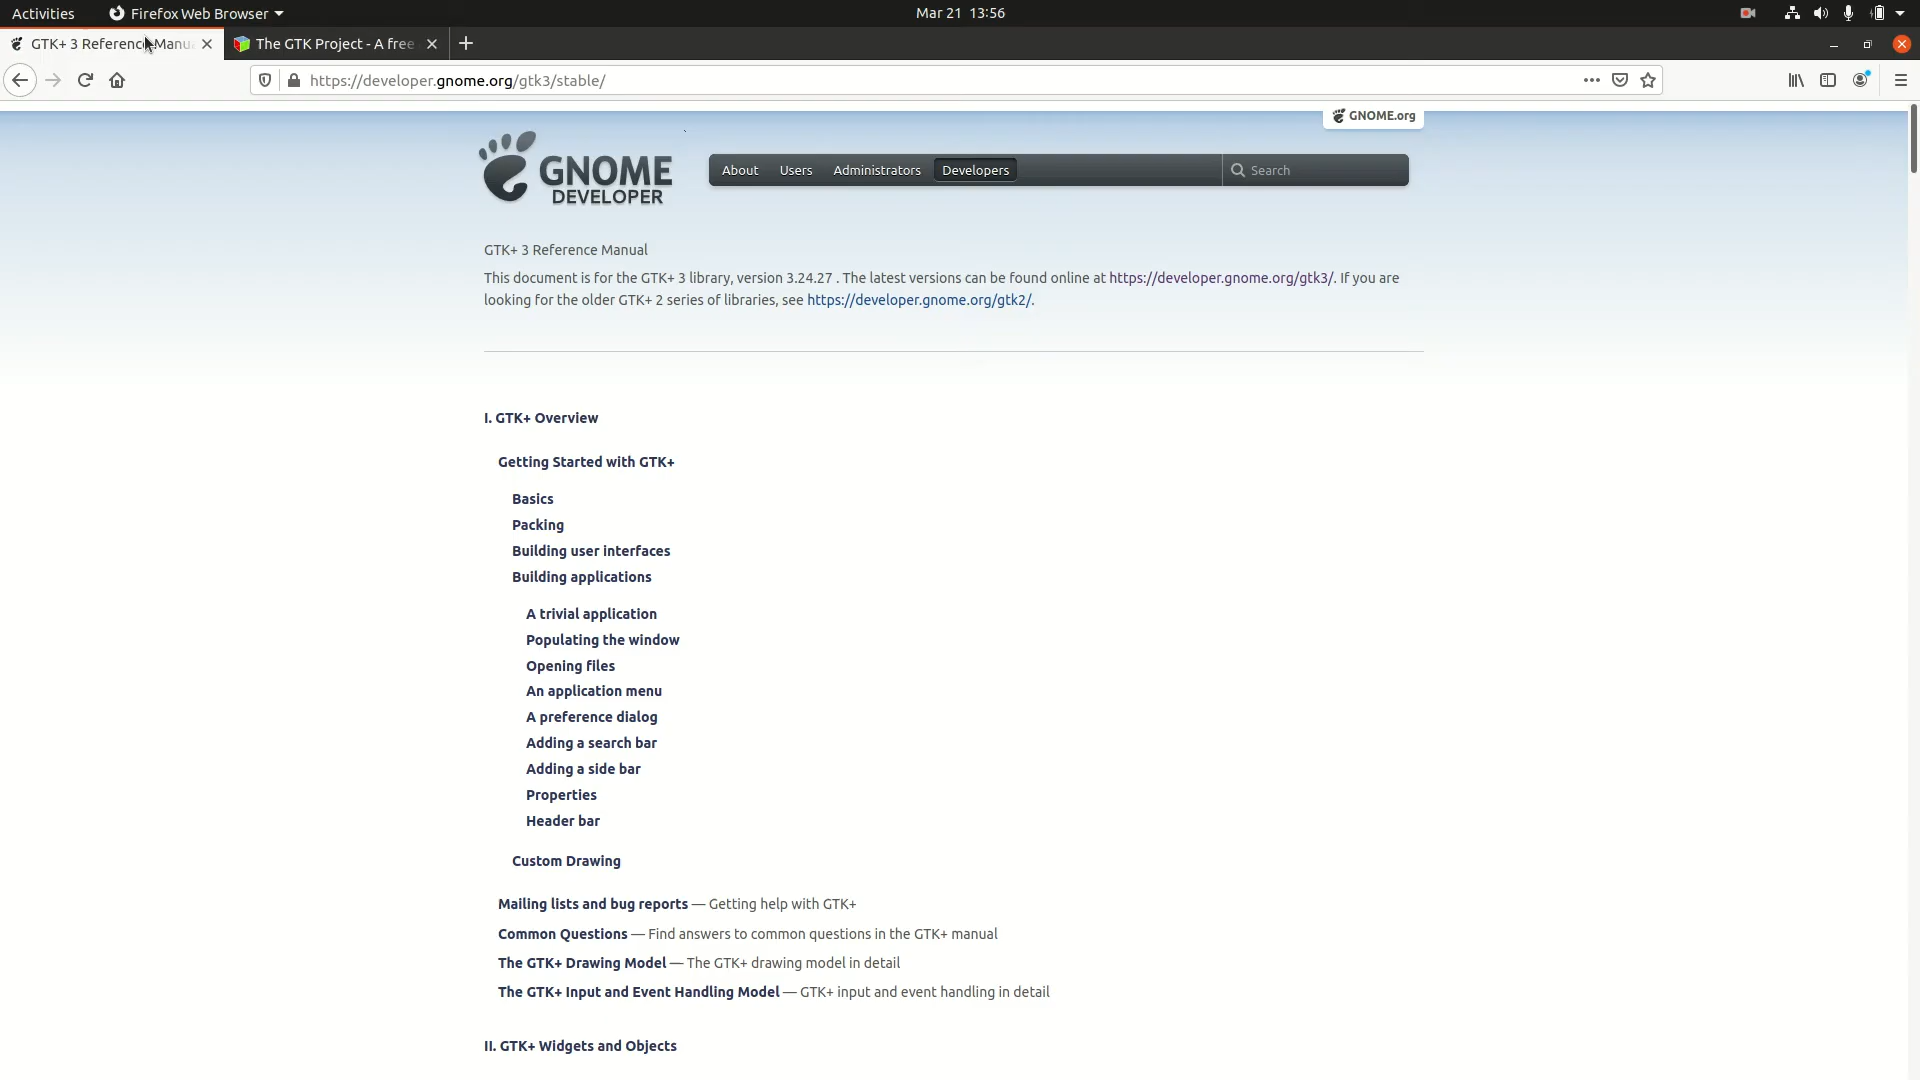 Activities
Firefox Web Browser
Mar 21 13:56
GTK+ 3 Reference Manu
The GTK Project - A free
https://developer.gnome.org/gtk3/stable/
GNOME.org
GNOME
DEVELOPER
About
Users
Administrators
Developers
Search
GTK+ 3 Reference Manual
This document is for the GTK+ 3 library, version 3.24.27 . The latest versions can be found online at https://developer.gnome.org/gtk3/. If you are
looking for the older GTK+ 2 series of libraries, see https://developer.gnome.org/gtk2/.
I. GTK+ Overview
Getting Started with GTK+
Basics
Packing
Building user interfaces
Building applications
A trivial application
Populating the window
Opening files
An application menu
A preference dialog
Adding a search bar
Adding a side bar
Properties
Header bar
Custom Drawing
Mailing lists and bug reports — Getting help with GTK+
Common Questions — Find answers to common questions in the GTK+ manual
The GTK+ Drawing Model — The GTK+ drawing model in detail
The GTK+ Input and Event Handling Model — GTK+ input and event handling in detail
II. GTK+ Widgets and Objects